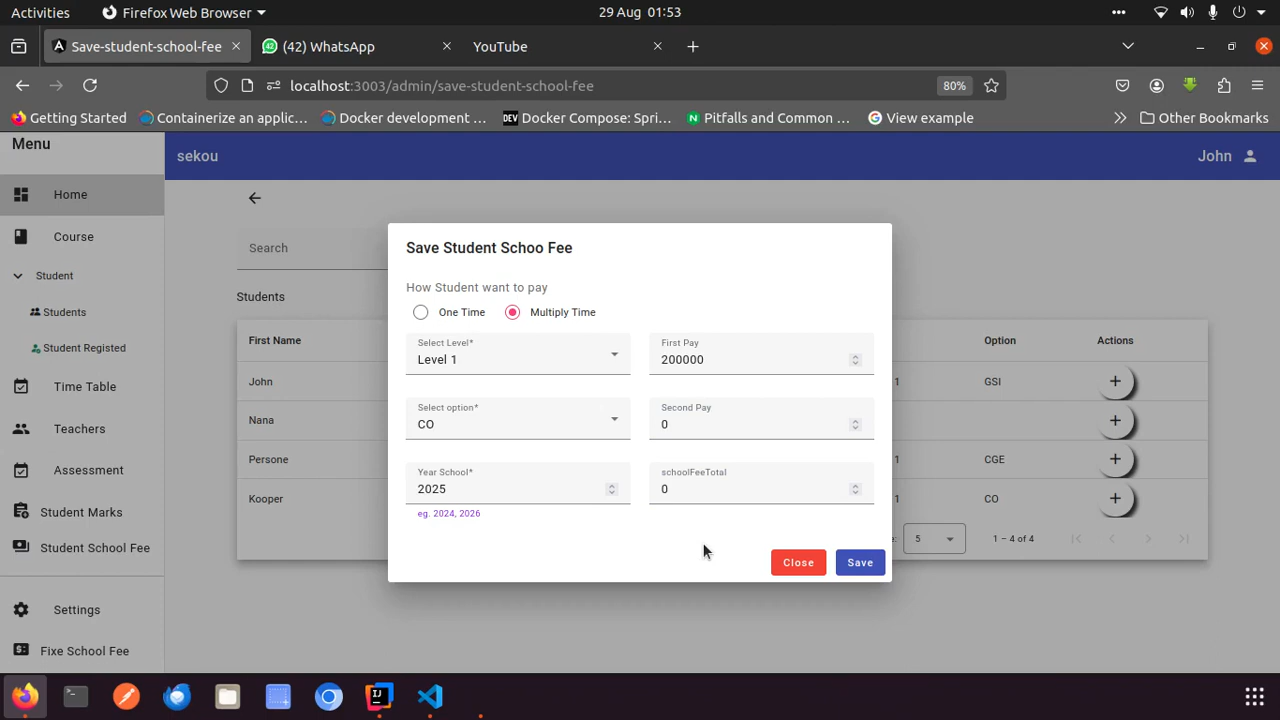 Activities Firefox Web Browser 29 Aug 01:53
Save-student-school-fee (42) WhatsApp YouTube
localhost:3003/admin/save-student-school-fee 80%
Getting Started Containerize an applic… Docker development … Docker Compose: Spri… Pitfalls and Common … View example Other Bookmarks
Menu
Home
Course
Student
Students
Student Registed
Time Table
Teachers
Assessment
Student Marks
Student School Fee
Settings
Fixe School Fee
sekou John
Search
Students
First Name Option Actions
John 1 GSI
Nana
Persone 1 CGE
Kooper 1 CO
e: 5 1 – 4 of 4
Save Student Schoo Fee
How Student want to pay
One Time Multiply Time
Select Level* First Pay
Level 1 200000
Select option* Second Pay
CO 0
Year School* schoolFeeTotal
2025 0
eg. 2024, 2026
Close Save